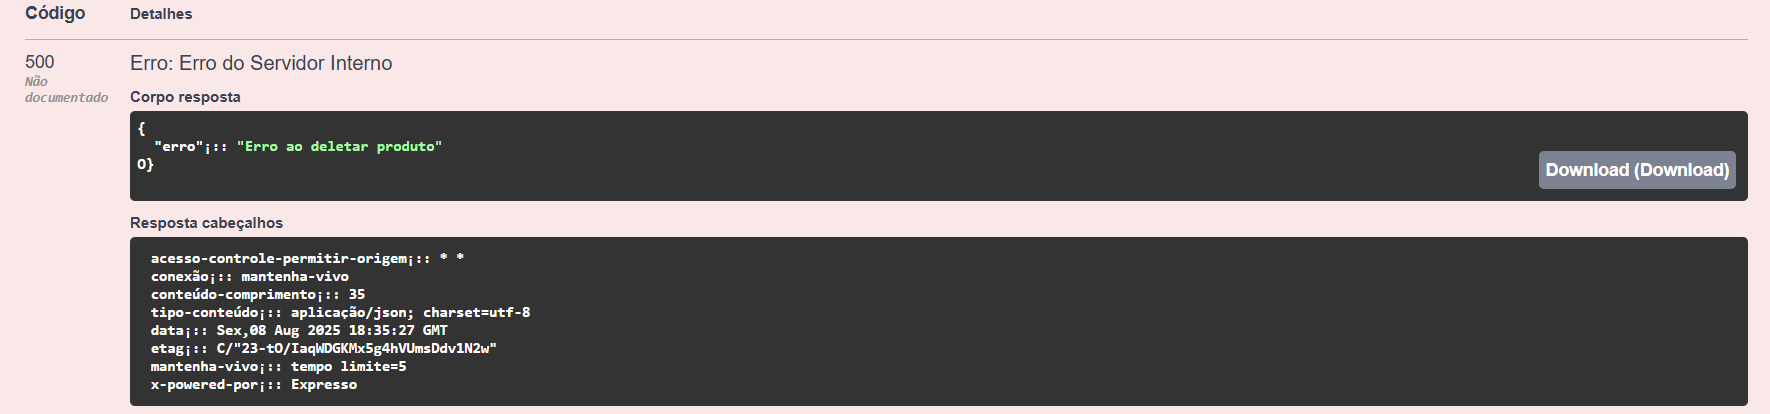 Código Detalhes
500 Erro: Erro do Servidor Interno
Não
documentado
Corpo resposta
{
"erro"¡:: "Erro ao deletar produto"
O}
Download (Download)
Resposta cabeçalhos
acesso-controle-permitir-origem¡:: * *
conexão¡:: mantenha-vivo
conteúdo-comprimento¡:: 35
tipo-conteúdo¡:: aplicação/json; charset=utf-8
data¡:: Sex,08 Aug 2025 18:35:27 GMT
etag¡:: C/"23-tO/IaqWDGKMx5g4hVUmsDdv1N2w"
mantenha-vivo¡:: tempo limite=5
x-powered-por¡:: Expresso